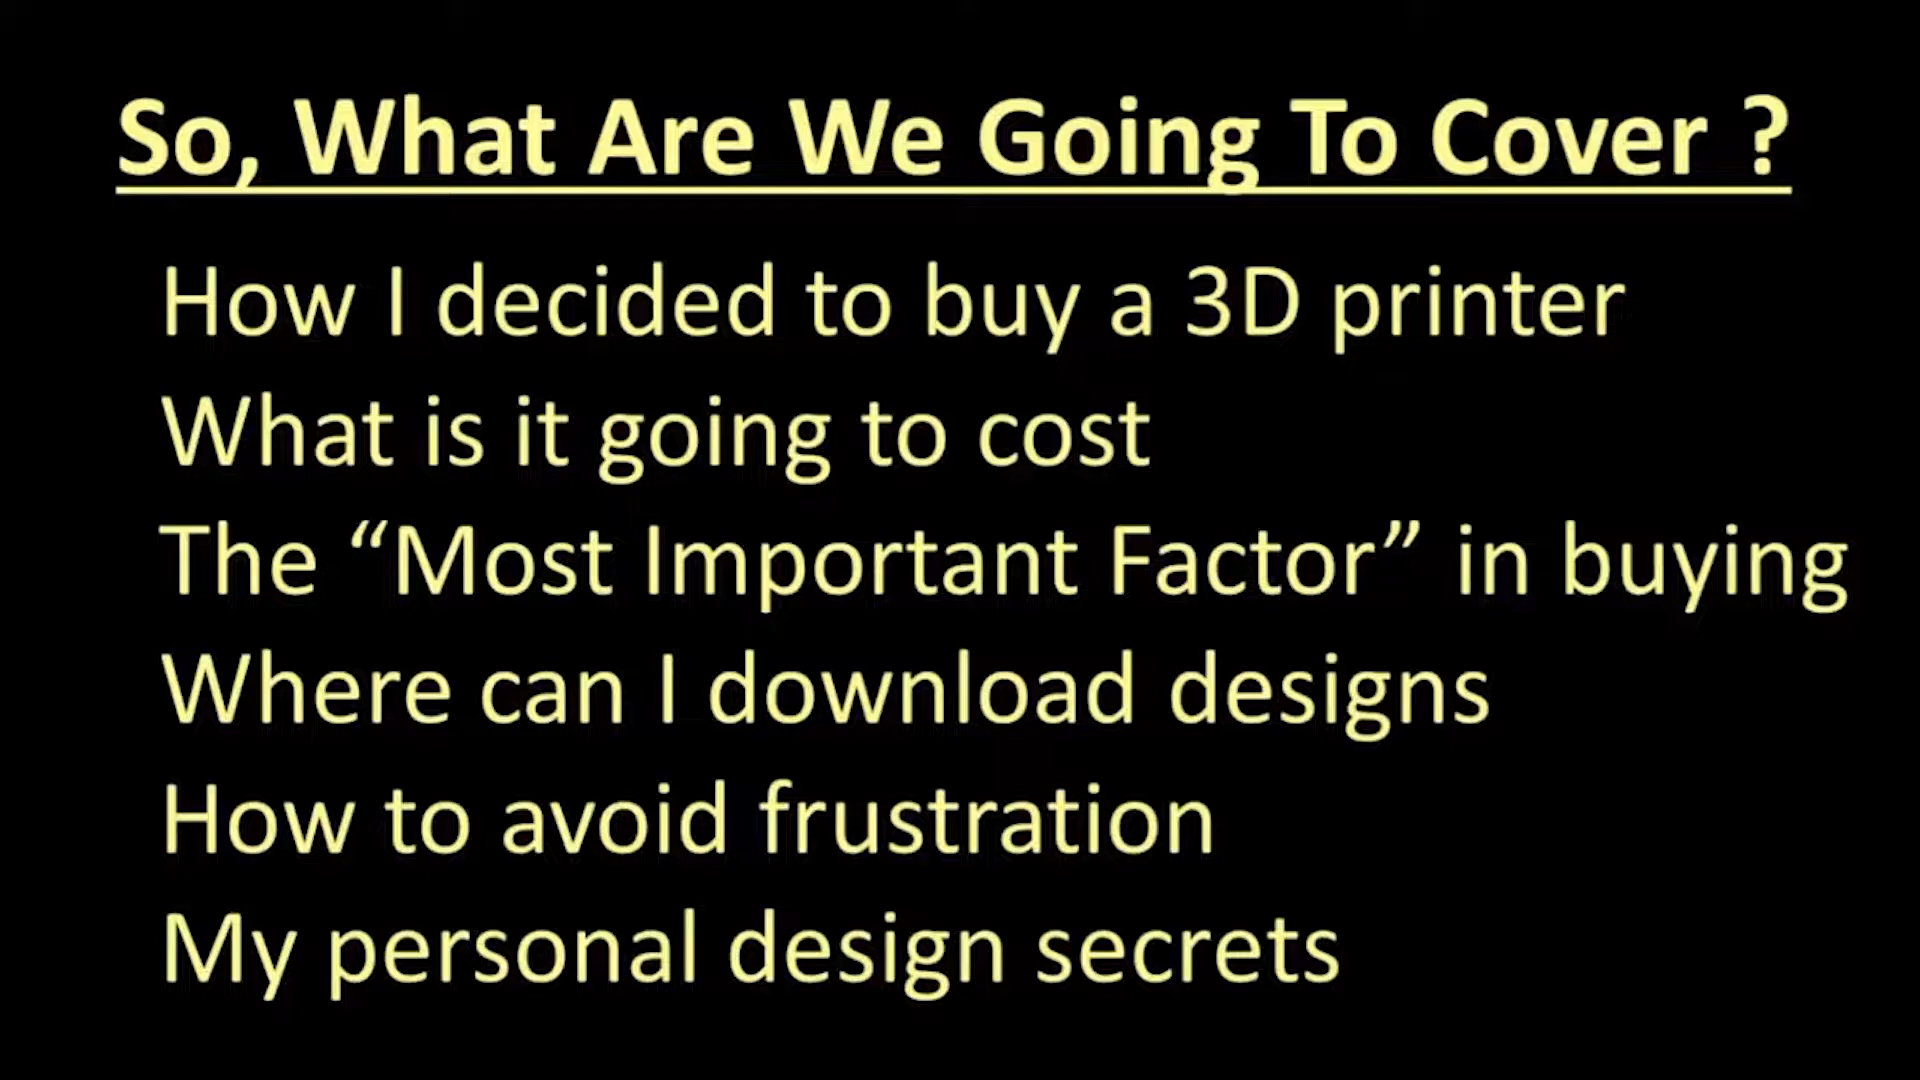 So, What Are We Going To Cover ?
How I decided to buy a 3D printer
What is it going to cost
The “Most Important Factor” in buying
Where can I download designs
How to avoid frustration
My personal design secrets